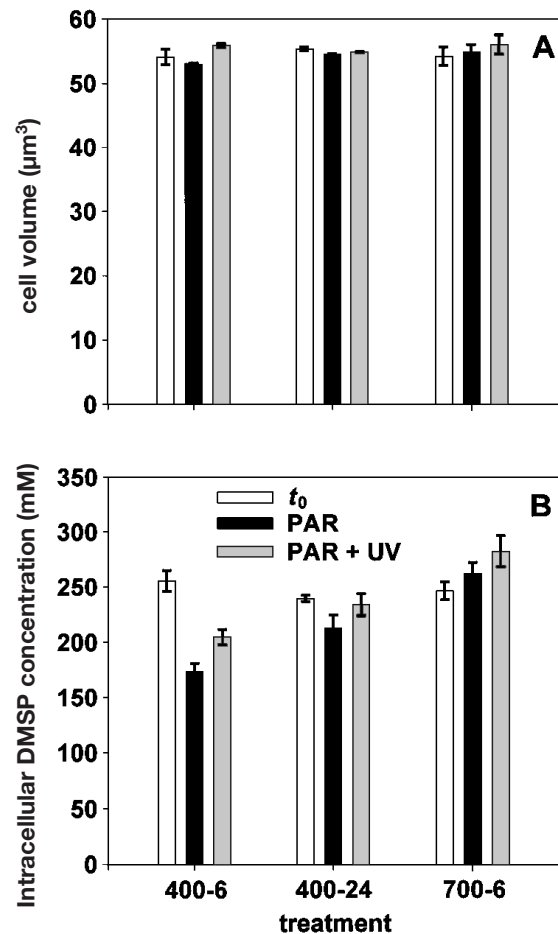 60
50
40
30
20
10
0
cell volume (µm³)
A
350
300
250
200
150
100
50
0
Intracellular DMSP concentration (mM)
B
t₀
PAR
PAR + UV
400-6 400-24 700-6
treatment